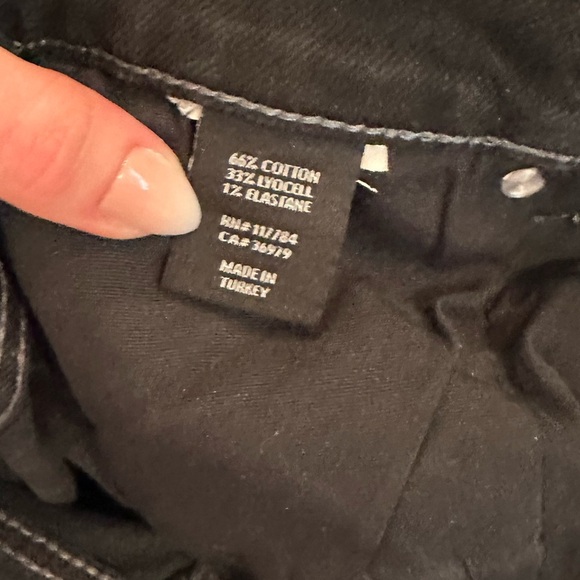 66% COTTON
33% LYOCELL
1% ELASTANE
RN# 117784
CA# 36979
MADE IN
TURKEY